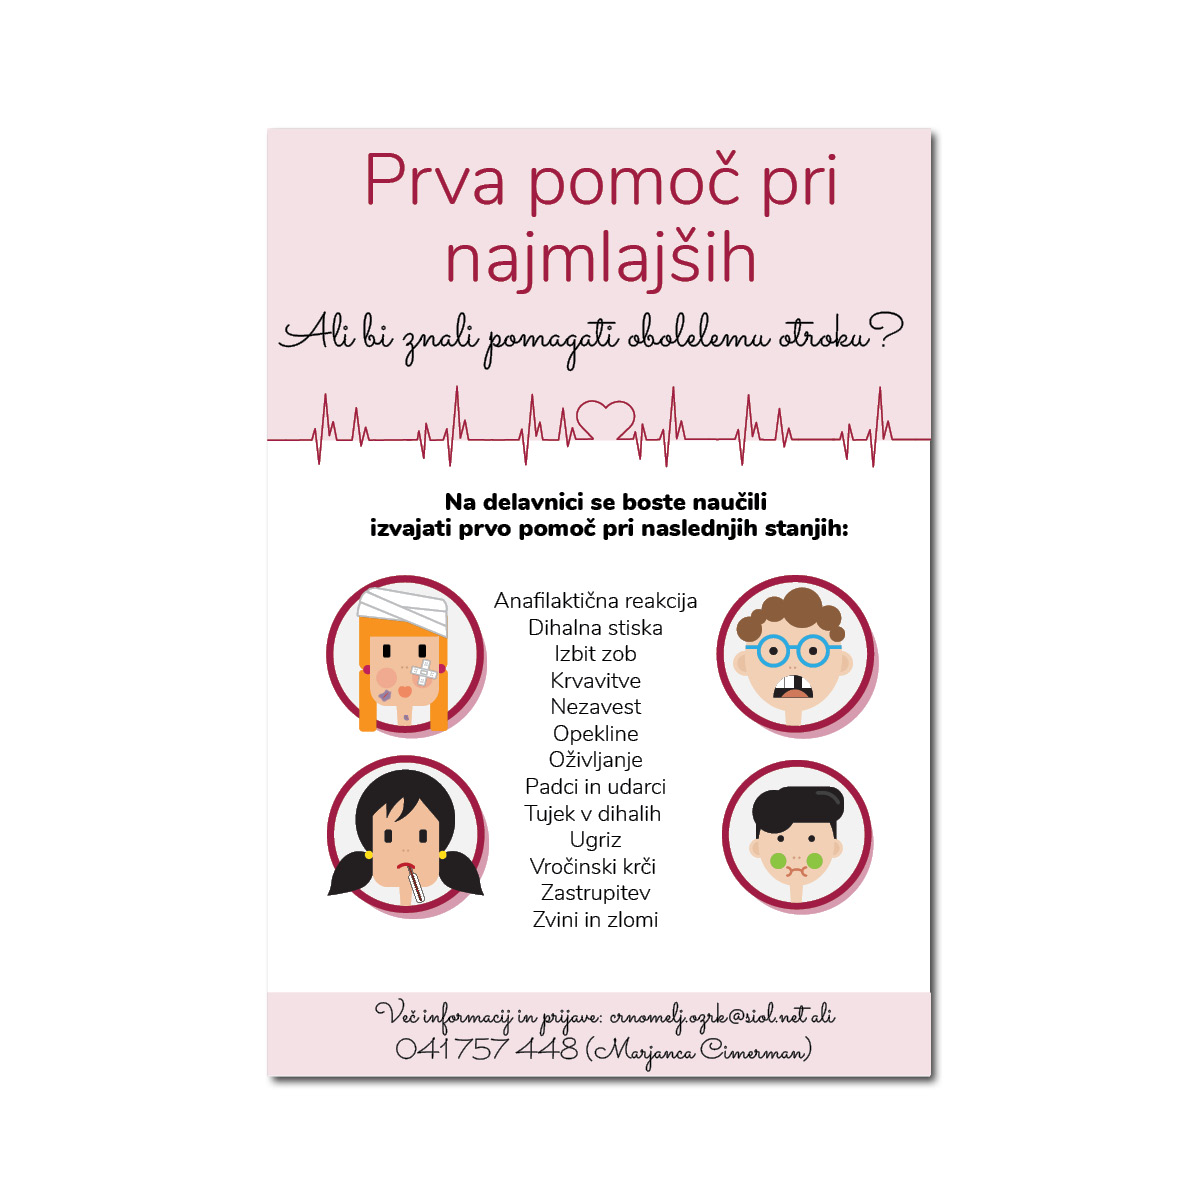 Prva pomoč pri
najmlajših
Ali bi znali pomagati obolelemu otroku?
Na delavnici se boste naučili
izvajati prvo pomoč pri naslednjih stanjih:
Anafilaktična reakcija
Dihalna stiska
Izbit zob
Krvavitve
Nezavest
Opekline
Oživljanje
Padci in udarci
Tujek v dihalih
Ugriz
Vročinski krči
Zastrupitev
Zvini in zlomi
Več informacij in prijave: crnomelj.ozrk@siol.net ali
041 757 448 (Marjanca Cimerman)